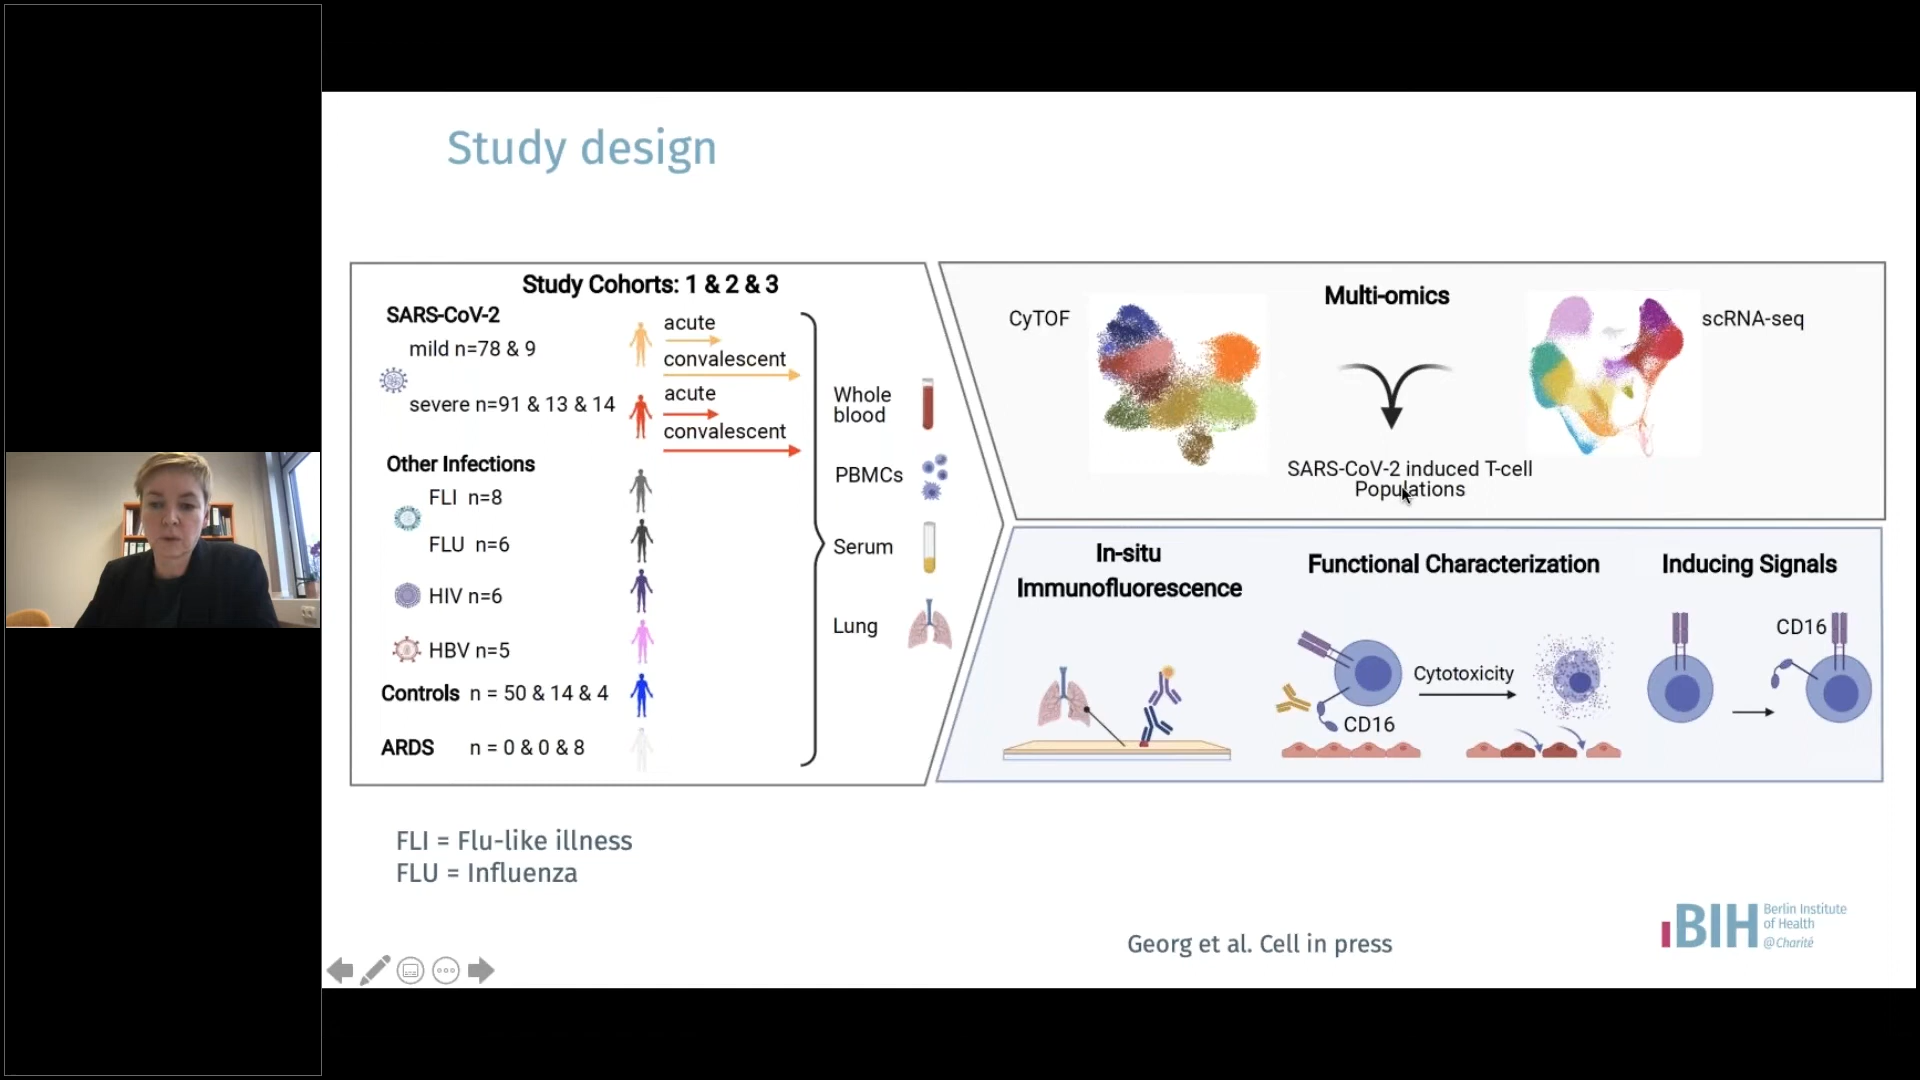 Study design
Study Cohorts: 1 & 2 & 3
SARS-CoV-2
mild n=78 & 9
severe n=91 & 13 & 14
acute
convalescent
acute
convalescent
Other Infections
FLI n=8
FLU n=6
HIV n=6
HBV n=5
Controls n = 50 & 14 & 4
ARDS n = 0 & 0 & 8
Whole
blood
PBMCs
Serum
Lung
Multi-omics
CyTOF
scRNA-seq
SARS-CoV-2 induced T-cell
Populations
In-situ
Immunofluorescence
Functional Characterization
Cytotoxicity
CD16
Inducing Signals
CD16
FLI = Flu-like illness
FLU = Influenza
Georg et al. Cell in press
BIH
Berlin Institute
of Health
@Charité